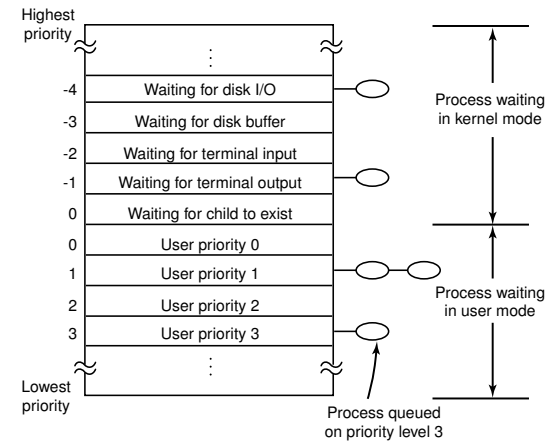 Highest
priority
-4 Waiting for disk I/O
-3 Waiting for disk buffer
-2 Waiting for terminal input
-1 Waiting for terminal output
0 Waiting for child to exist
0 User priority 0
1 User priority 1
2 User priority 2
3 User priority 3
Lowest
priority
Process waiting
in kernel mode
Process waiting
in user mode
Process queued
on priority level 3